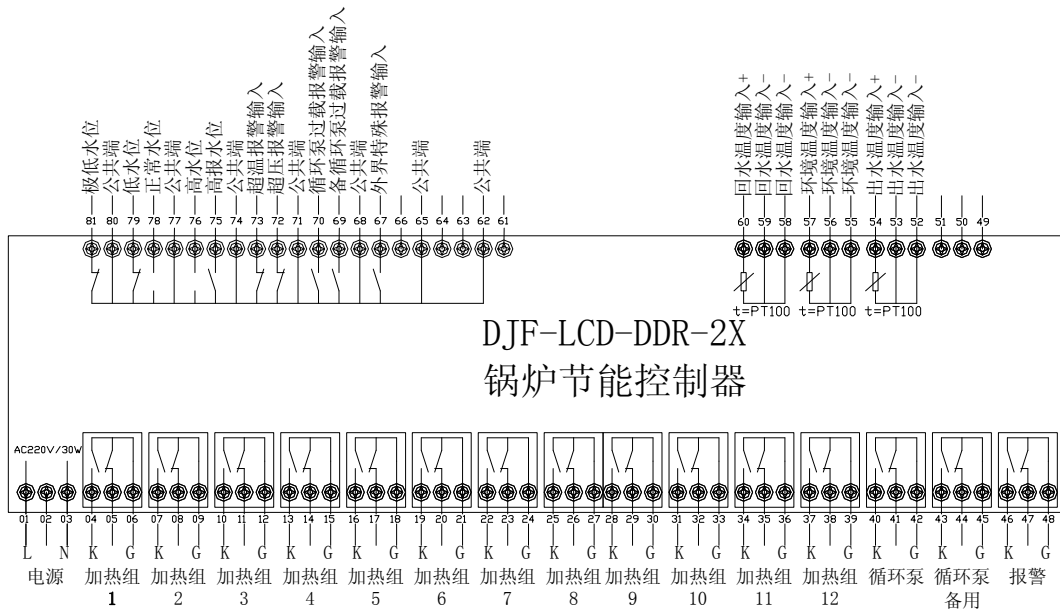 极低水位
公共端
低水位
正常水位
公共端
高水位
高报水位
公共端
超温报警输入
超压报警输入
公共端
循环泵过载报警输入
备循环泵过载报警输入
公共端
外界特殊报警输入
公共端
公共端
回水温度输入+
回水温度输入-
回水温度输入-
环境温度输入+
环境温度输入-
环境温度输入-
出水温度输入+
出水温度输入-
出水温度输入-
81 80 79 78 77 76 75 74 73 72 71 70 69 68 67 66 65 64 63 62 61 60 59 58 57 56 55 54 53 52 51 50 49
t=PT100 t=PT100 t=PT100
DJF-LCD-DDR-2X
锅炉节能控制器
AC220V/30W
01 02 03 04 05 06 07 08 09 10 11 12 13 14 15 16 17 18 19 20 21 22 23 24 25 26 27 28 29 30 31 32 33 34 35 36 37 38 39 40 41 42 43 44 45 46 47 48
L N K G K G K G K G K G K G K G K G K G K G K G K G K G K G K G
电源 加热组 加热组 加热组 加热组 加热组 加热组 加热组 加热组 加热组 加热组 加热组 加热组 循环泵 循环泵 报警
1 2 3 4 5 6 7 8 9 10 11 12 备用